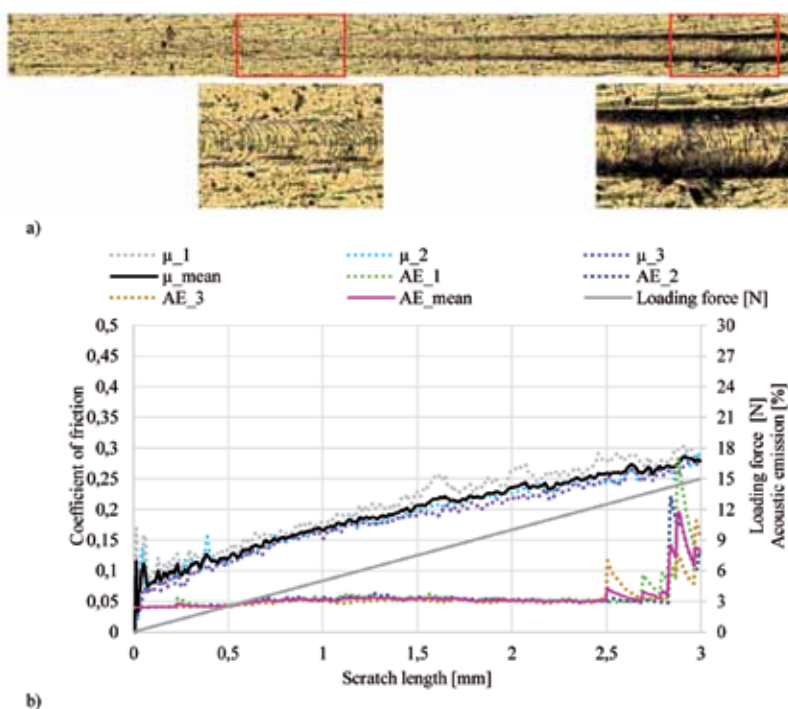 a)
μ_1 μ_2 μ_3
μ_mean AE_1 AE_2
AE_3 AE_mean Loading force [N]
0,5 30
0,45 27
0,4 24
0,35 21
0,3 18
0,25 15
0,2 12
0,15 9
0,1 6
0,05 3
0 0
Coefficient of friction
Loading force [N]
Acoustic emission [%]
0 0,5 1 1,5 2 2,5 3
Scratch length [mm]
b)